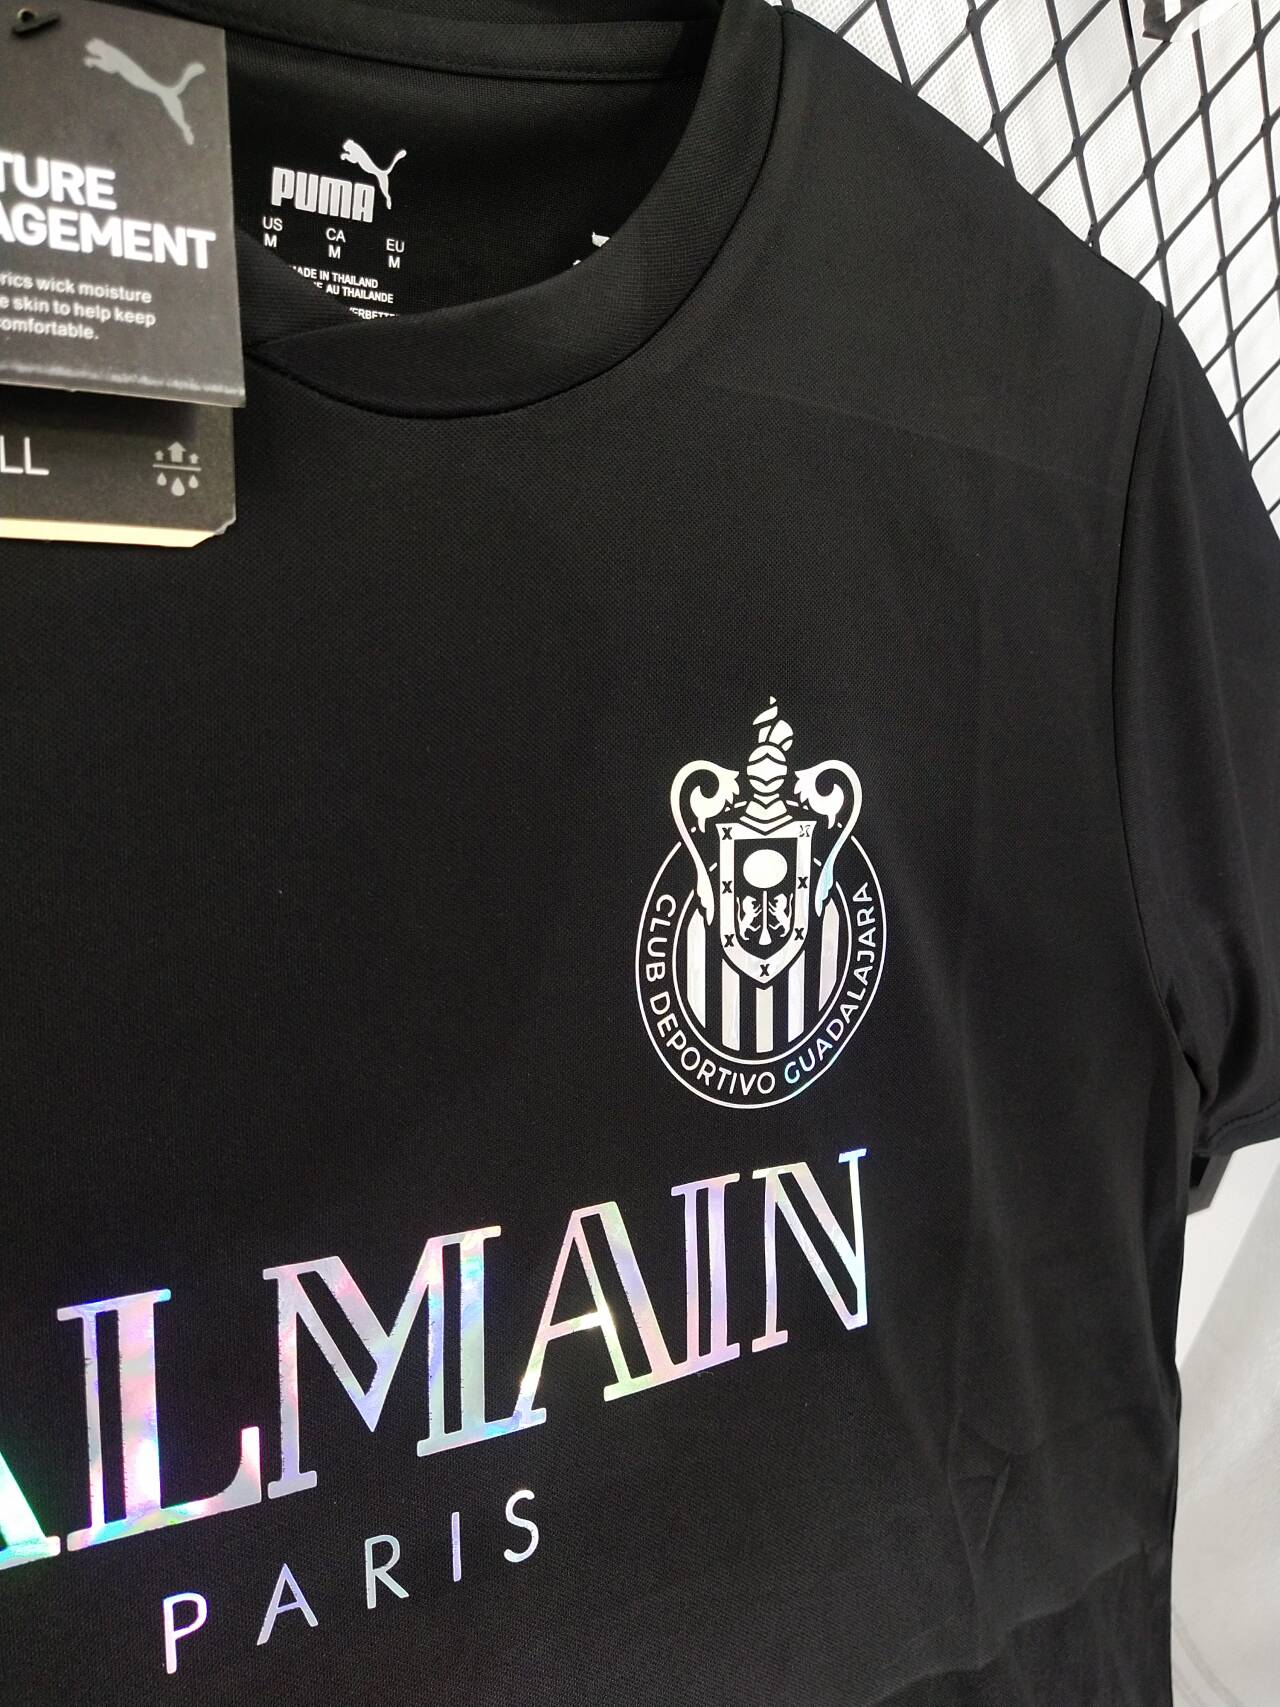 TURE
AGEMENT
rics wick moisture
e skin to help keep
omfortable.
LL
PUMA
US CA EU
M M M
MADE IN THAILAND
AU THAILANDE
CLUB DEPORTIVO GUADALAJARA
ALMAIN
PARIS